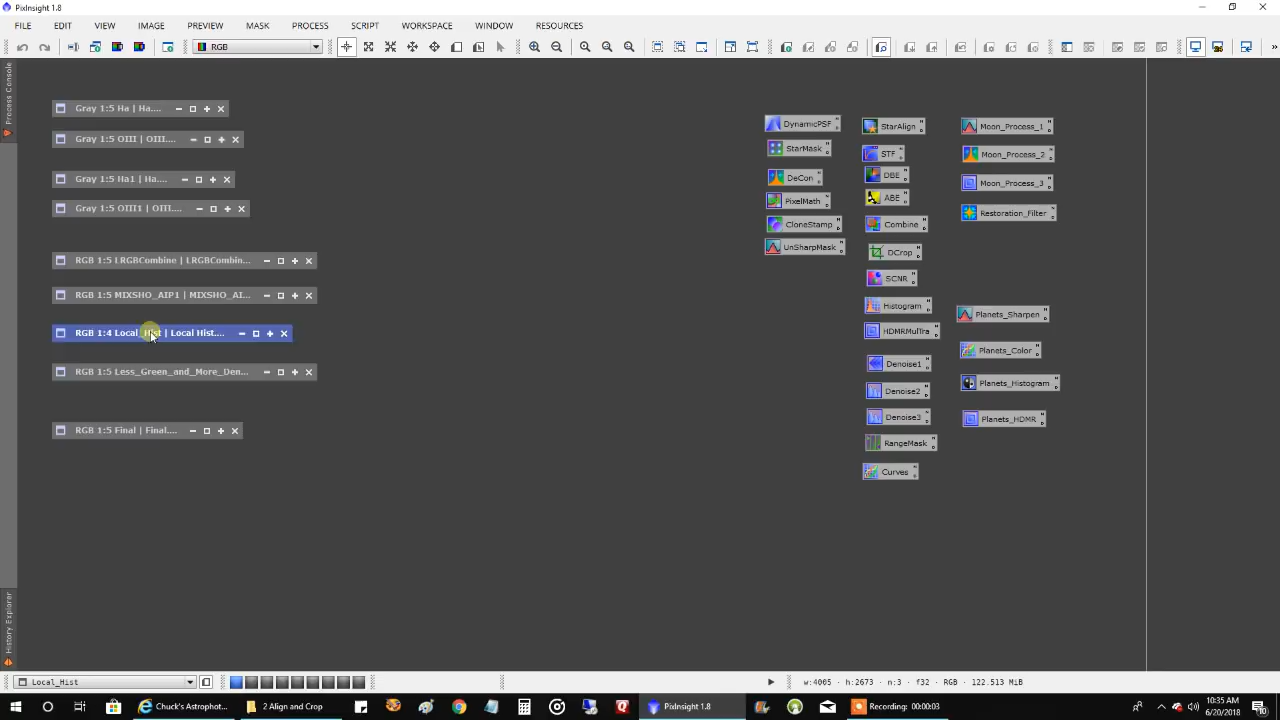 PixInsight 1.8
FILE EDIT VIEW IMAGE PREVIEW MASK PROCESS SCRIPT WORKSPACE WINDOW RESOURCES
RGB
Process Console
Gray 1:5 Ha | Ha....
Gray 1:5 OIII | OIII....
Gray 1:5 Ha1 | Ha....
Gray 1:5 OIII1 | OIII....
RGB 1:5 LRGBCombine | LRGBCombin...
RGB 1:5 MIXSHO_AIP1 | MIXSHO_AI...
RGB 1:4 Local_Hist | Local Hist....
RGB 1:5 Less_Green_and_More_Den...
RGB 1:5 Final | Final....
DynamicPSF
StarMask
DeCon
PixelMath
CloneStamp
UnSharpMask
StarAlign
STF
DBE
ABE
Combine
DCrop
SCNR
Histogram
HDMRMulTra
Denoise1
Denoise2
Denoise3
RangeMask
Curves
Moon_Process_1
Moon_Process_2
Moon_Process_3
Restoration_Filter
Planets_Sharpen
Planets_Color
Planets_Histogram
Planets_HDMR
History Explorer
Local_Hist
w:4005 · h:2673 · n:3 · f32 · RGB · 122.513 MiB
Chuck's Astrophot...
2 Align and Crop
PixInsight 1.8
Recording: 00:00:03
10:35 AM
6/20/2018
10